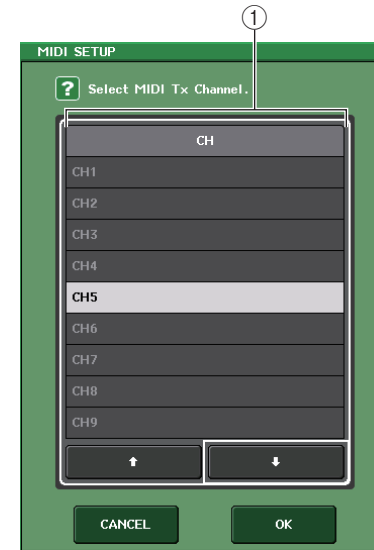 ①
MIDI SETUP
? Select MIDI Tx Channel.
CH
CH1
CH2
CH3
CH4
CH5
CH6
CH7
CH8
CH9
CANCEL
OK